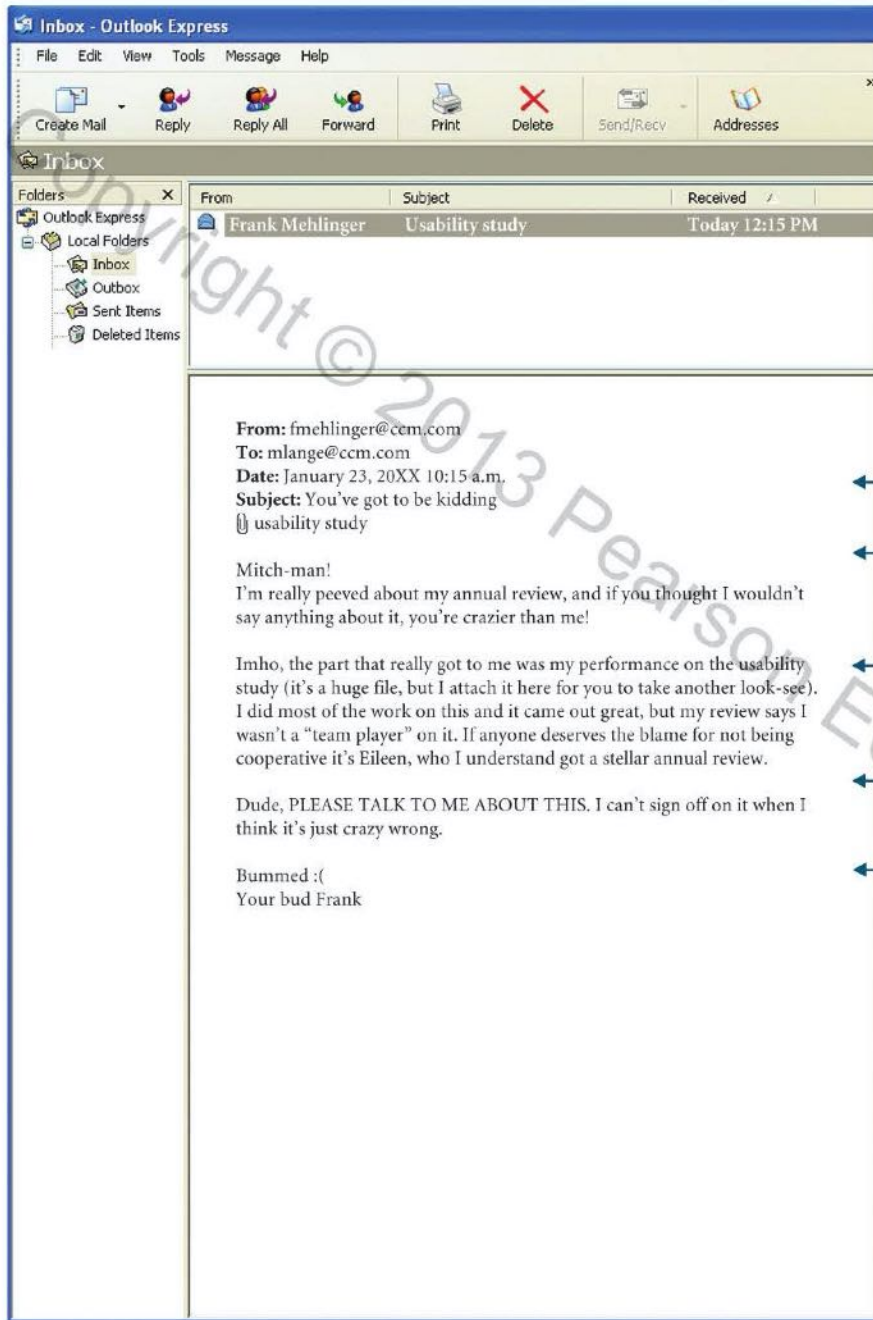 Inbox - Outlook Express
File Edit View Tools Message Help
»
Create Mail Reply Reply All Forward Print Delete Send/Recv Addresses
Inbox
Folders X
Outlook Express
Local Folders
Inbox
Outbox
Sent Items
Deleted Items
From Subject Received
Frank Mehlinger Usability study Today 12:15 PM
From: fmehlinger@ccm.com
To: mlange@ccm.com
Date: January 23, 20XX 10:15 a.m.
Subject: You've got to be kidding
usability study
Mitch-man!
I'm really peeved about my annual review, and if you thought I wouldn't
say anything about it, you're crazier than me!
Imho, the part that really got to me was my performance on the usability
study (it's a huge file, but I attach it here for you to take another look-see).
I did most of the work on this and it came out great, but my review says I
wasn't a “team player” on it. If anyone deserves the blame for not being
cooperative it's Eileen, who I understand got a stellar annual review.
Dude, PLEASE TALK TO ME ABOUT THIS. I can't sign off on it when I
think it's just crazy wrong.
Bummed :(
Your bud Frank
Copyright © 2013 Pearson